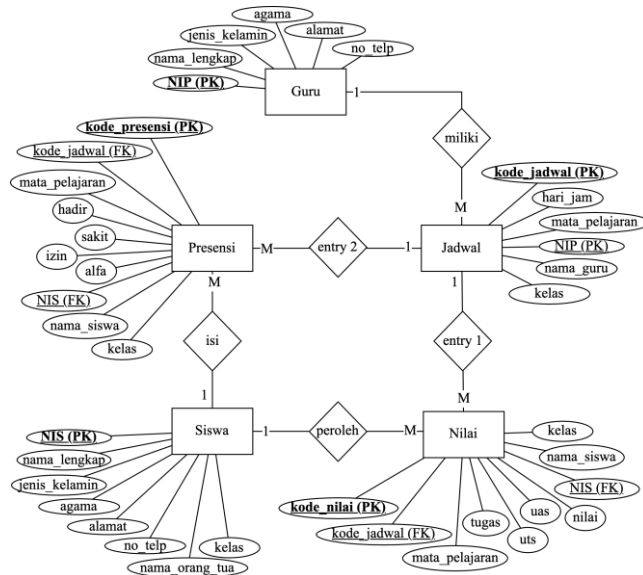 agama
jenis_kelamin
alamat
nama_lengkap
no_telp
NIP (PK)
Guru
1
miliki
M
kode_presensi (PK)
kode_jadwal (FK)
mata_pelajaran
hadir
sakit
izin
alfa
NIS (FK)
nama_siswa
kelas
Presensi
M
entry 2
1
Jadwal
kode_jadwal (PK)
hari_jam
mata_pelajaran
NIP (PK)
nama_guru
kelas
M
isi
1
1
entry 1
M
Siswa
1
peroleh
M
Nilai
NIS (PK)
nama_lengkap
jenis_kelamin
agama
alamat
no_telp
nama_orang_tua
kelas
kelas
nama_siswa
NIS (FK)
nilai
uas
uts
tugas
kode_nilai (PK)
kode_jadwal (FK)
mata_pelajaran